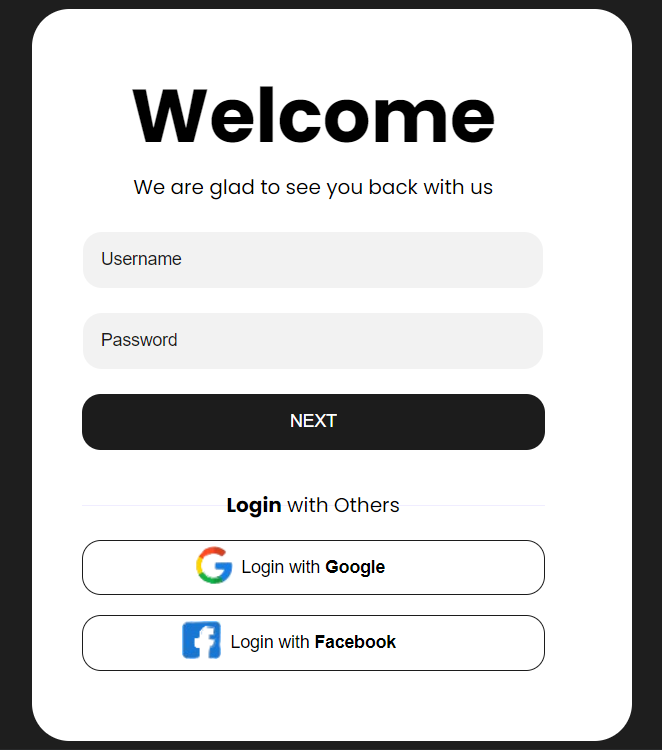 Welcome
We are glad to see you back with us
Username
Password
NEXT
Login with Others
Login with Google
Login with Facebook